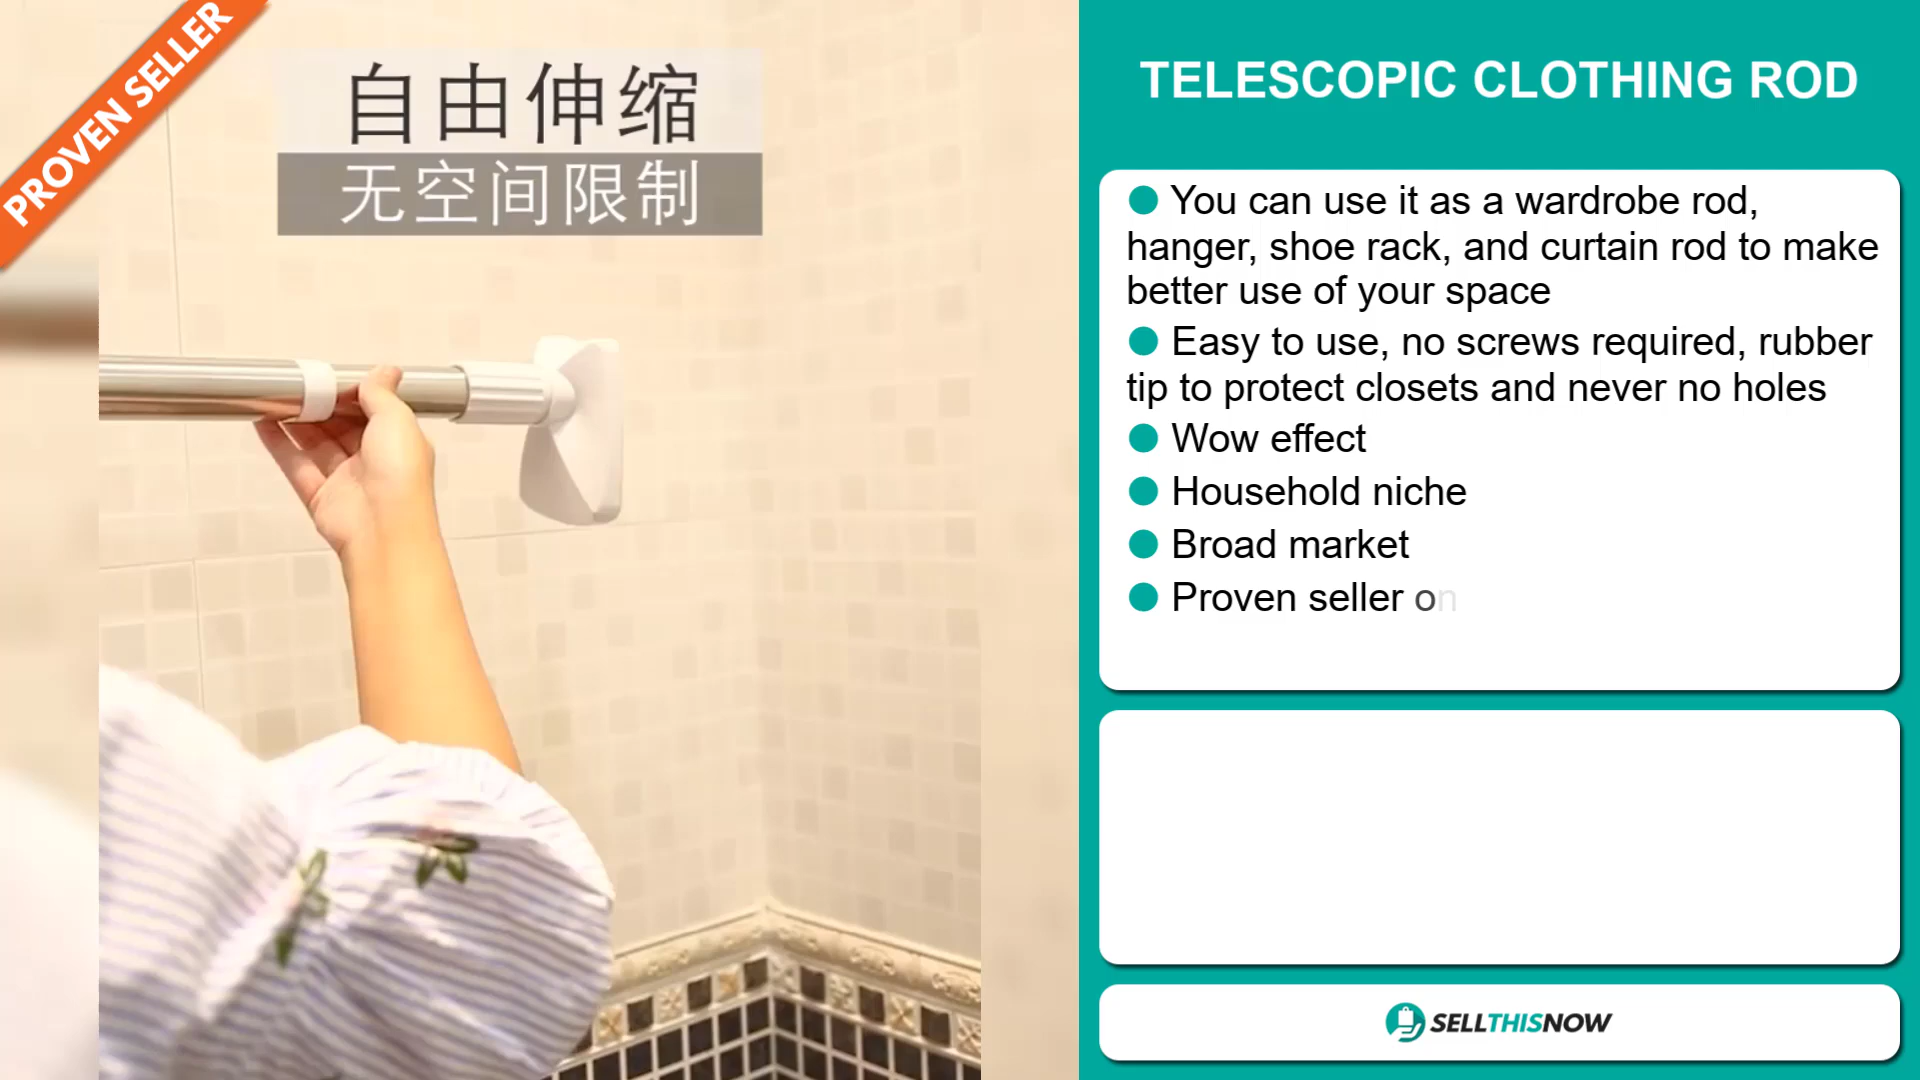 PROVEN SELLER
自由伸缩
无空间限制
TELESCOPIC CLOTHING ROD
● You can use it as a wardrobe rod,
hanger, shoe rack, and curtain rod to make
better use of your space
● Easy to use, no screws required, rubber
tip to protect closets and never no holes
● Wow effect
● Household niche
● Broad market
● Proven seller on
SELLTHISNOW